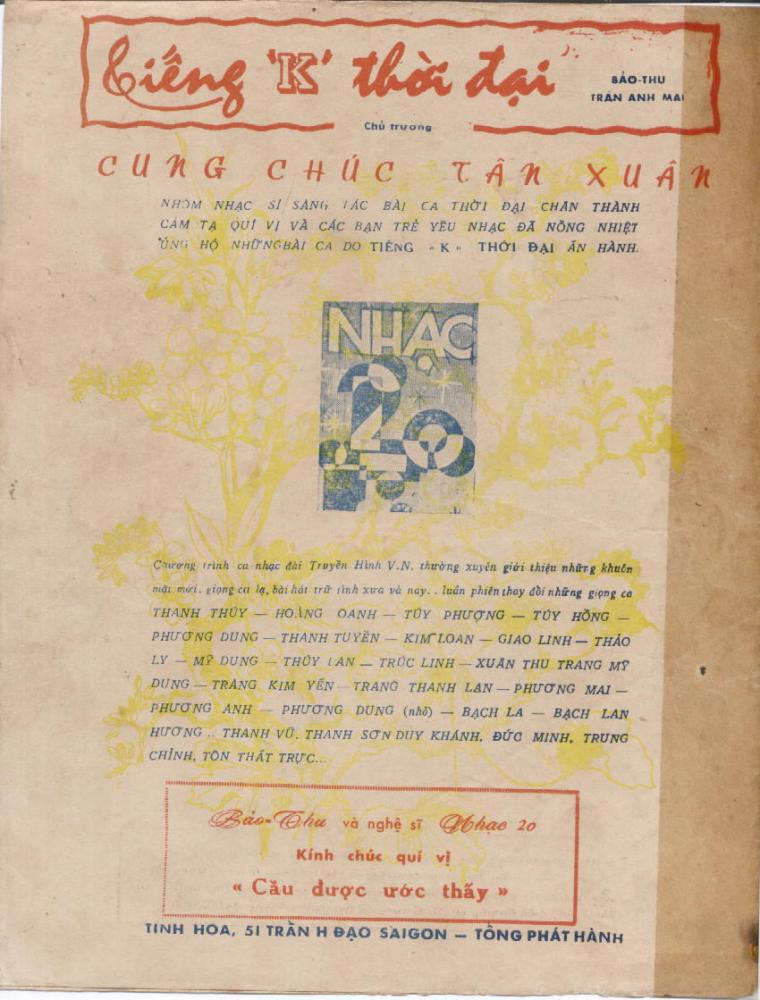 Tiếng 'K' thời đại
BẢO-THU
TRẦN ANH MAI
Chủ trương
CUNG CHÚC TÂN XUÂN
NHÓM NHẠC SĨ SÁNG TÁC BÀI CA THỜI ĐẠI CHÂN THÀNH
CẢM TẠ QUÍ VỊ VÀ CÁC BẠN TRẺ YÊU NHẠC ĐÃ NỒNG NHIỆT
ỦNG HỘ NHỮNGBÀI CA DO TIẾNG «K» THỜI ĐẠI ẤN HÀNH.
NHẠC
20
Chương trình ca nhạc đài Truyền Hình V.N. thường xuyên giới thiệu những khuôn
mặt mới. giọng ca lạ, bài hát trữ tình xưa và nay.. luân phiên thay đổi những giọng ca
THANH THÚY — HOÀNG OANH — TÚY PHƯỢNG — TÚY HỒNG —
PHƯƠNG DUNG — THANH TUYỀN — KIM LOAN — GIAO LINH — THẢO
LY — MỸ DUNG — THÚY LAN — TRÚC LINH — XUÂN THU TRANG MỸ
DUNG — TRANG KIM YẾN — TRANG THANH LAN — PHƯƠNG MAI —
PHƯƠNG ANH — PHƯƠNG DUNG (nhỏ) — BẠCH LA — BẠCH LAN
HƯƠNG .. THANH VŨ. THANH SƠN DUY KHÁNH. ĐỨC MINH. TRUNG
CHỈNH, TÔN THẤT TRỰC...
Bảo-Thu và nghệ sĩ Nhạc 20
Kính chúc quí vị
« Cầu được ước thấy »
TINH HOA, 51 TRẦN H ĐẠO SAIGON — TỔNG PHÁT HÀNH